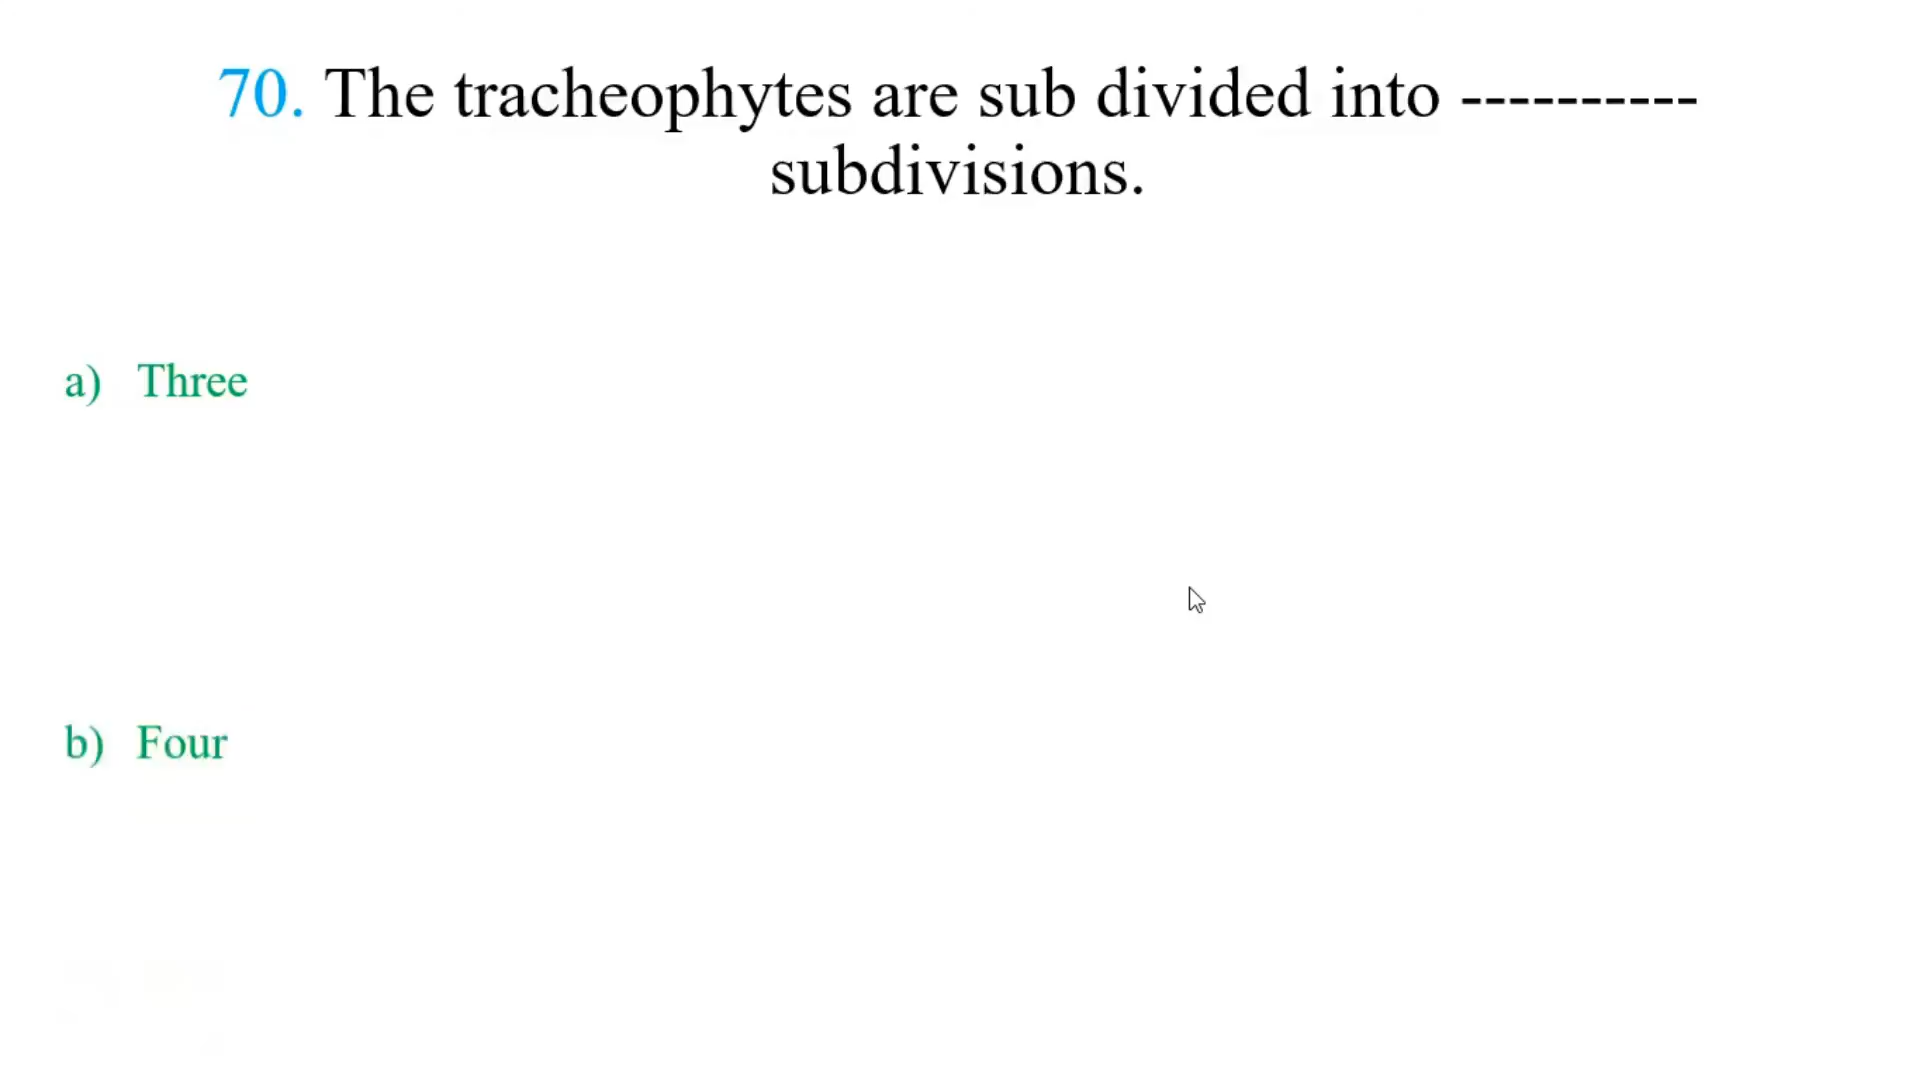 70. The tracheophytes are sub divided into ----------
subdivisions.
a) Three
b) Four